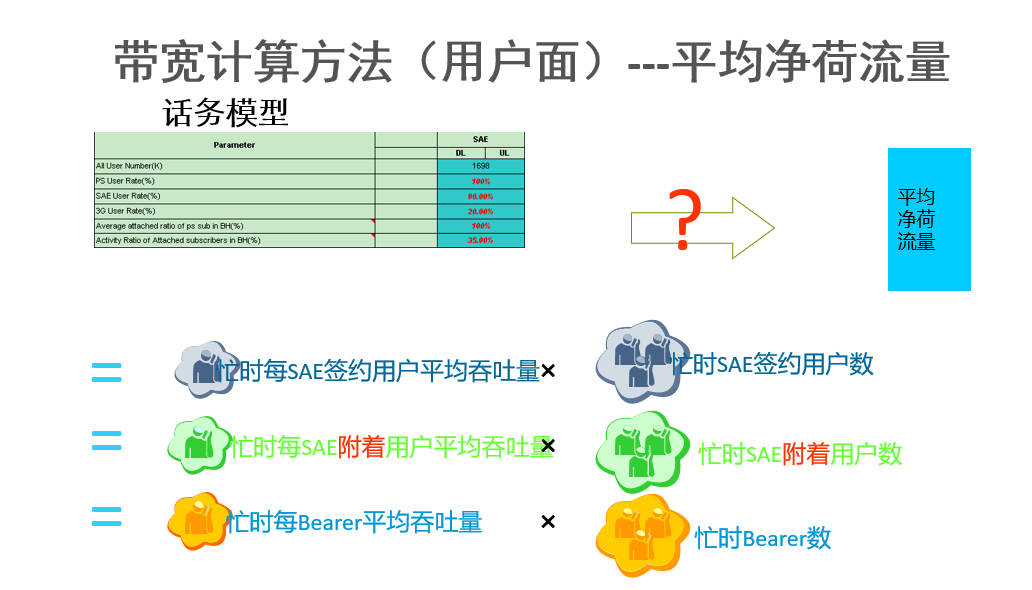 带宽计算方法（用户面）---平均净荷流量
话务模型
Parameter SAE
DL UL
All User Number(K) 1698
PS User Rate(%) 100%
SAE User Rate(%) 80.00%
3G User Rate(%) 20.00%
Average attached ratio of ps sub in BH(%) 100%
Activity Ratio of Attached subscribers in BH(%) 35.00%
?
平均
净荷
流量
= 忙时每SAE签约用户平均吞吐量 × 忙时SAE签约用户数
= 忙时每SAE附着用户平均吞吐量 × 忙时SAE附着用户数
= 忙时每Bearer平均吞吐量 × 忙时Bearer数